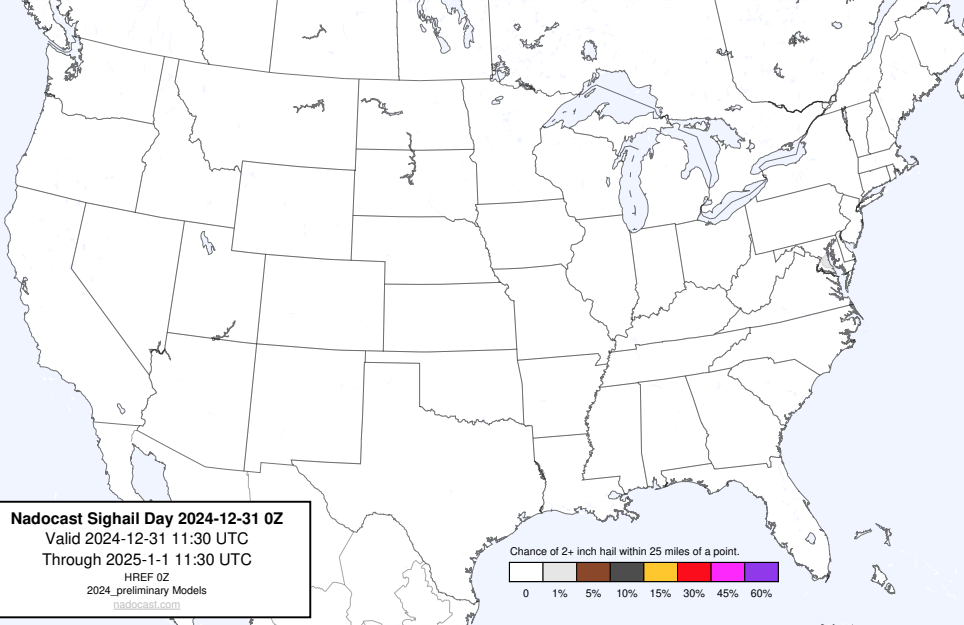 Nadocast Sighail Day 2024-12-31 0Z
Valid 2024-12-31 11:30 UTC
Through 2025-1-1 11:30 UTC
HREF 0Z
2024_preliminary Models
nadocast.com
Chance of 2+ inch hail within 25 miles of a point.
0 1% 5% 10% 15% 30% 45% 60%